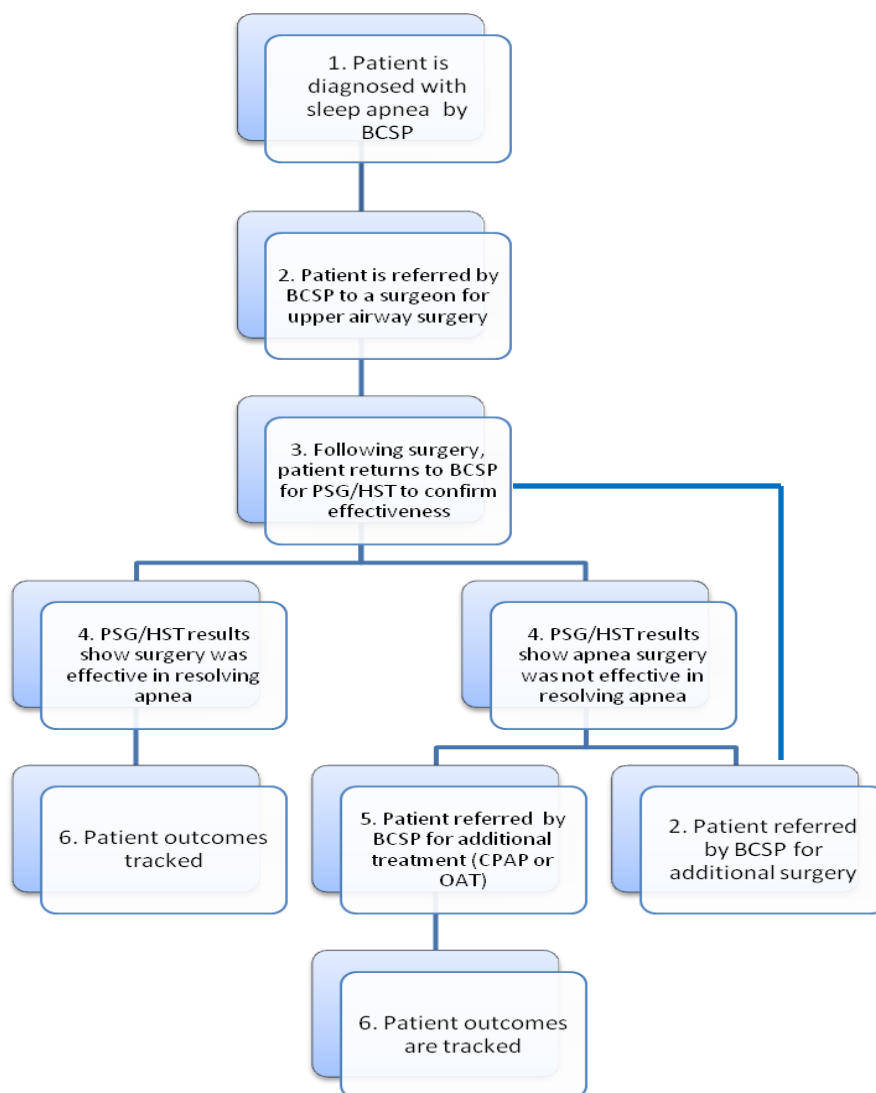 1. Patient is
diagnosed with
sleep apnea by
BCSP
2. Patient is referred by
BCSP to a surgeon for
upper airway surgery
3. Following surgery,
patient returns to BCSP
for PSG/HST to confirm
effectiveness
4. PSG/HST results
show surgery was
effective in resolving
apnea
4. PSG/HST results
show apnea surgery
was not effective in
resolving apnea
6. Patient outcomes
tracked
5. Patient referred by
BCSP for additional
treatment (CPAP or
OAT)
2. Patient referred
by BCSP for
additional surgery
6. Patient outcomes
are tracked